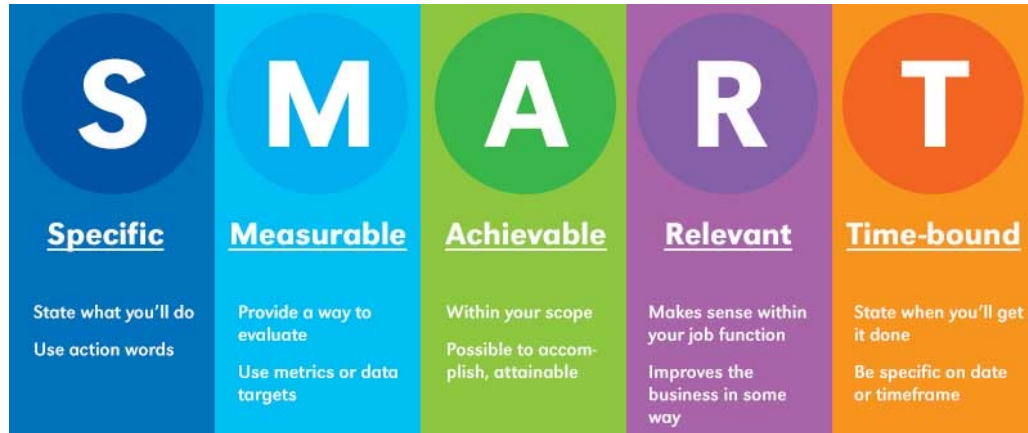 S
Specific
State what you'll do
Use action words
M
Measurable
Provide a way to
evaluate
Use metrics or data
targets
A
Achievable
Within your scope
Possible to accom-
plish, attainable
R
Relevant
Makes sense within
your job function
Improves the
business in some
way
T
Time-bound
State when you'll get
it done
Be specific on date
or timeframe